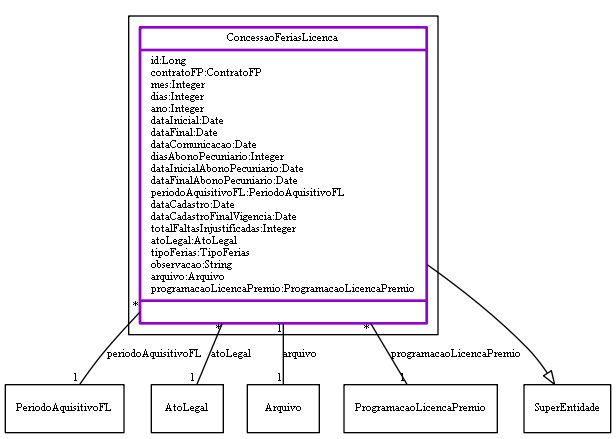 ConcessaoFeriasLicenca
id:Long
contratoFP:ContratoFP
mes:Integer
dias:Integer
ano:Integer
dataInicial:Date
dataFinal:Date
dataComunicacao:Date
diasAbonoPecuniario:Integer
dataInicialAbonoPecuniario:Date
dataFinalAbonoPecuniario:Date
periodoAquisitivoFL:PeriodoAquisitivoFL
dataCadastro:Date
dataCadastroFinalVigencia:Date
totalFaltasInjustificadas:Integer
atoLegal:AtoLegal
tipoFerias:TipoFerias
observacao:String
arquivo:Arquivo
programacaoLicencaPremio:ProgramacaoLicencaPremio
* * 1 *
periodoAquisitivoFL atoLegal arquivo programacaoLicencaPremio
1 1 1 1
PeriodoAquisitivoFL AtoLegal Arquivo ProgramacaoLicencaPremio SuperEntidade